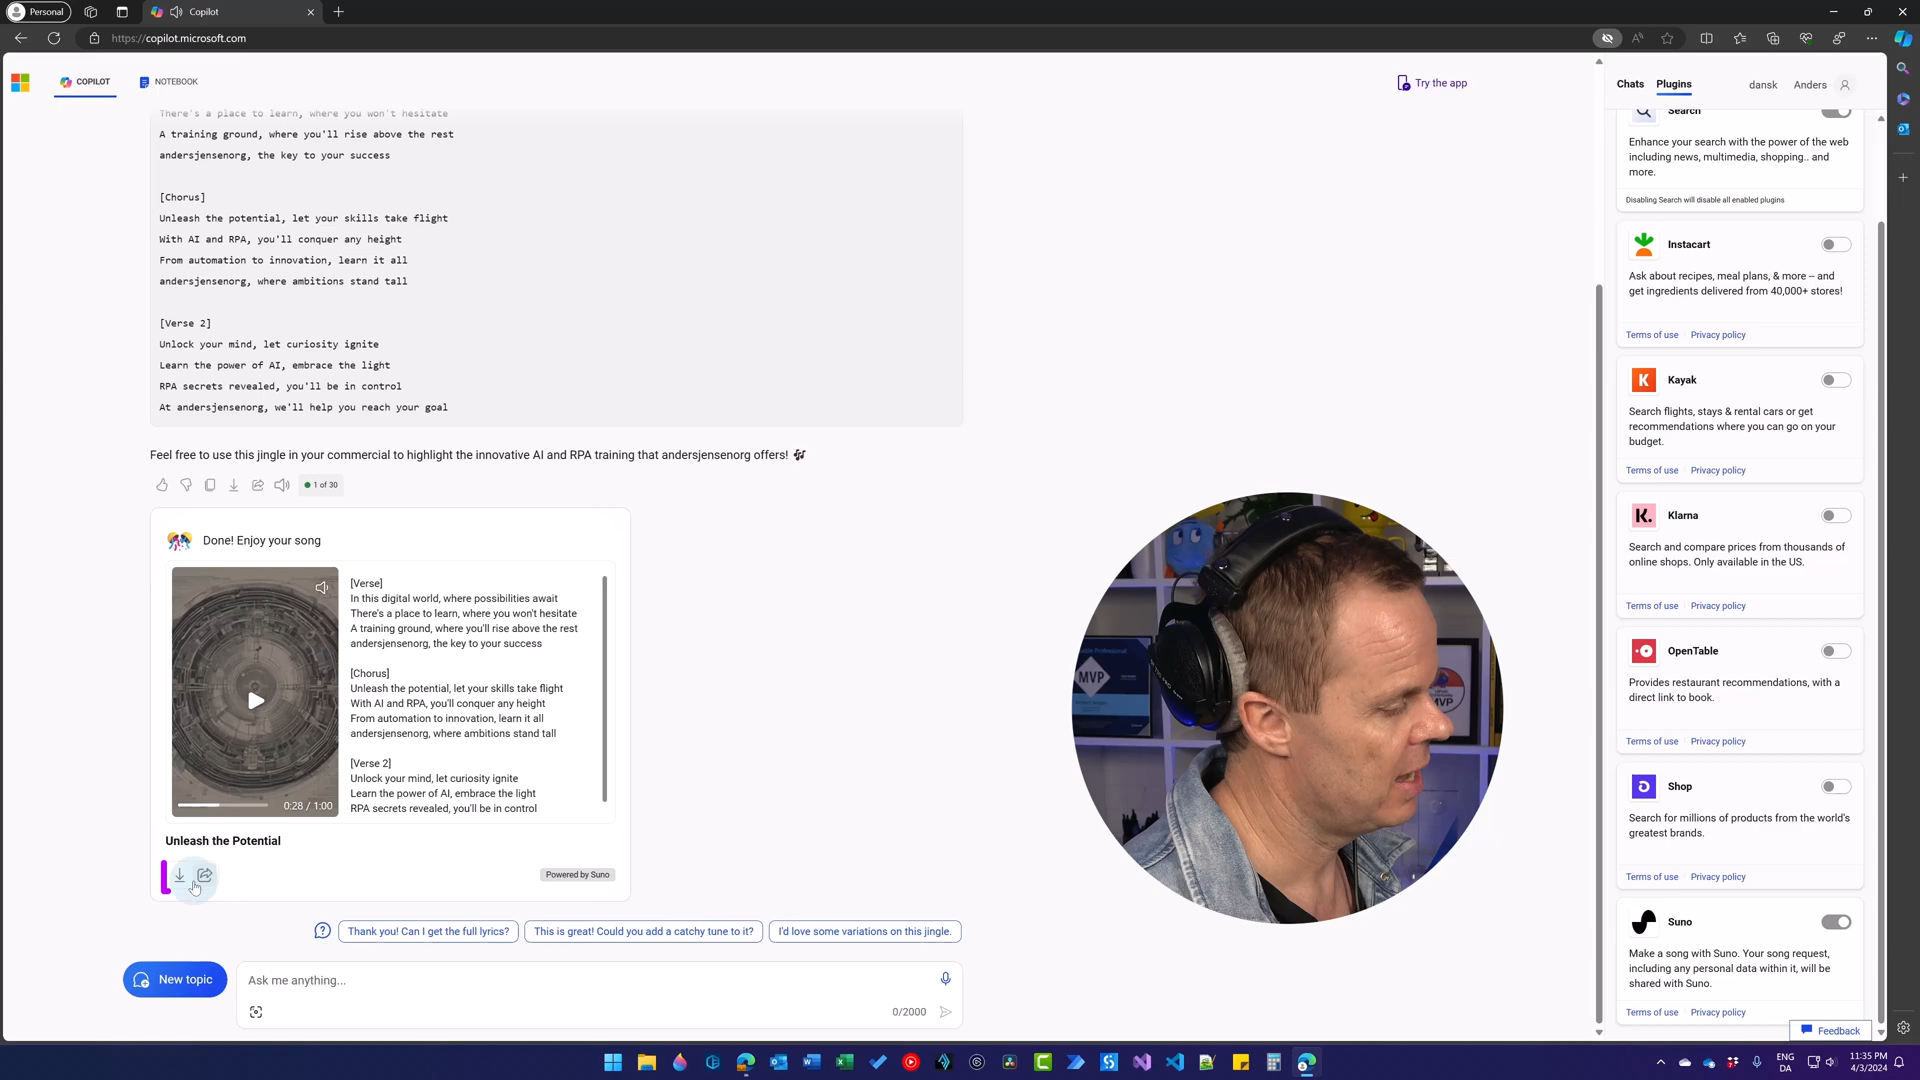 Personal
Copilot
https://copilot.microsoft.com
COPILOT
NOTEBOOK
Try the app
There's a place to learn, where you won't hesitate
A training ground, where you'll rise above the rest
andersjensenorg, the key to your success
[Chorus]
Unleash the potential, let your skills take flight
With AI and RPA, you'll conquer any height
From automation to innovation, learn it all
andersjensenorg, where ambitions stand tall
[Verse 2]
Unlock your mind, let curiosity ignite
Learn the power of AI, embrace the light
RPA secrets revealed, you'll be in control
At andersjensenorg, we'll help you reach your goal
Feel free to use this jingle in your commercial to highlight the innovative AI and RPA training that andersjensenorg offers!
1 of 30
Done! Enjoy your song
[Verse]
In this digital world, where possibilities await
There's a place to learn, where you won't hesitate
A training ground, where you'll rise above the rest
andersjensenorg, the key to your success
[Chorus]
Unleash the potential, let your skills take flight
With AI and RPA, you'll conquer any height
From automation to innovation, learn it all
andersjensenorg, where ambitions stand tall
[Verse 2]
Unlock your mind, let curiosity ignite
Learn the power of AI, embrace the light
RPA secrets revealed, you'll be in control
0:28 / 1:00
Unleash the Potential
Powered by Suno
Thank you! Can I get the full lyrics?
This is great! Could you add a catchy tune to it?
I'd love some variations on this jingle.
New topic
Ask me anything...
0/2000
MVP
MVP
Chats
Plugins
dansk
Anders
Search
Enhance your search with the power of the web
including news, multimedia, shopping.. and
more.
Disabling Search will disable all enabled plugins
Instacart
Ask about recipes, meal plans, & more -- and
get ingredients delivered from 40,000+ stores!
Terms of use
Privacy policy
K
Kayak
Search flights, stays & rental cars or get
recommendations where you can go on your
budget.
Terms of use
Privacy policy
K.
Klarna
Search and compare prices from thousands of
online shops. Only available in the US.
Terms of use
Privacy policy
OpenTable
Provides restaurant recommendations, with a
direct link to book.
Terms of use
Privacy policy
Shop
Search for millions of products from the world's
greatest brands.
Terms of use
Privacy policy
Suno
Make a song with Suno. Your song request,
including any personal data within it, will be
shared with Suno.
Terms of use
Privacy policy
Feedback
ENG
DA
11:35 PM
4/3/2024